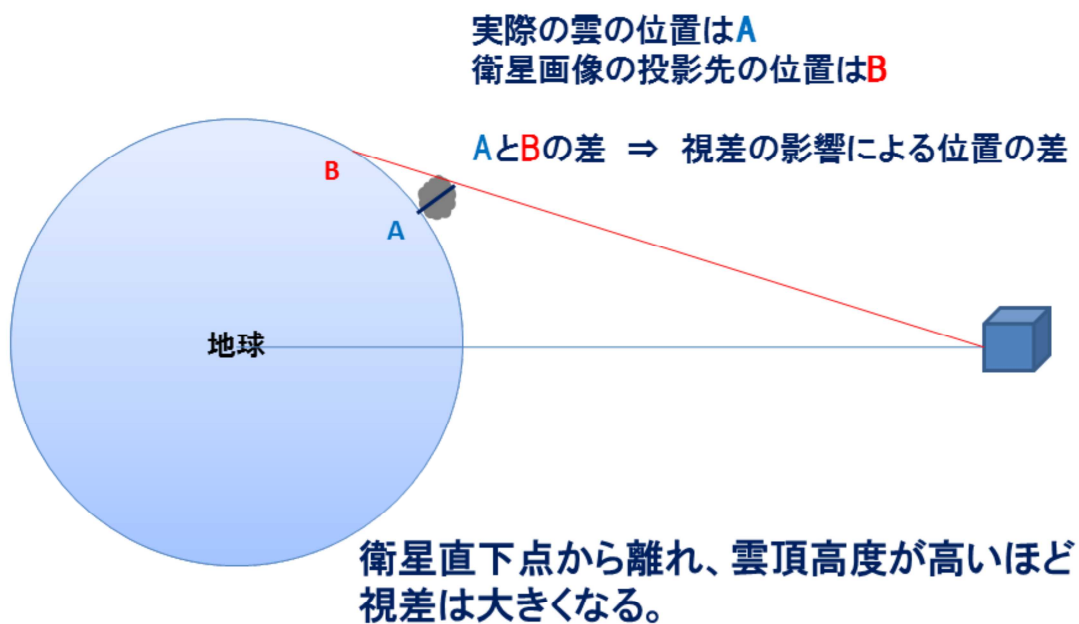 実際の雲の位置はA
衛星画像の投影先の位置はB
AとBの差 ⇒ 視差の影響による位置の差
B
A
地球
衛星直下点から離れ、雲頂高度が高いほど
視差は大きくなる。